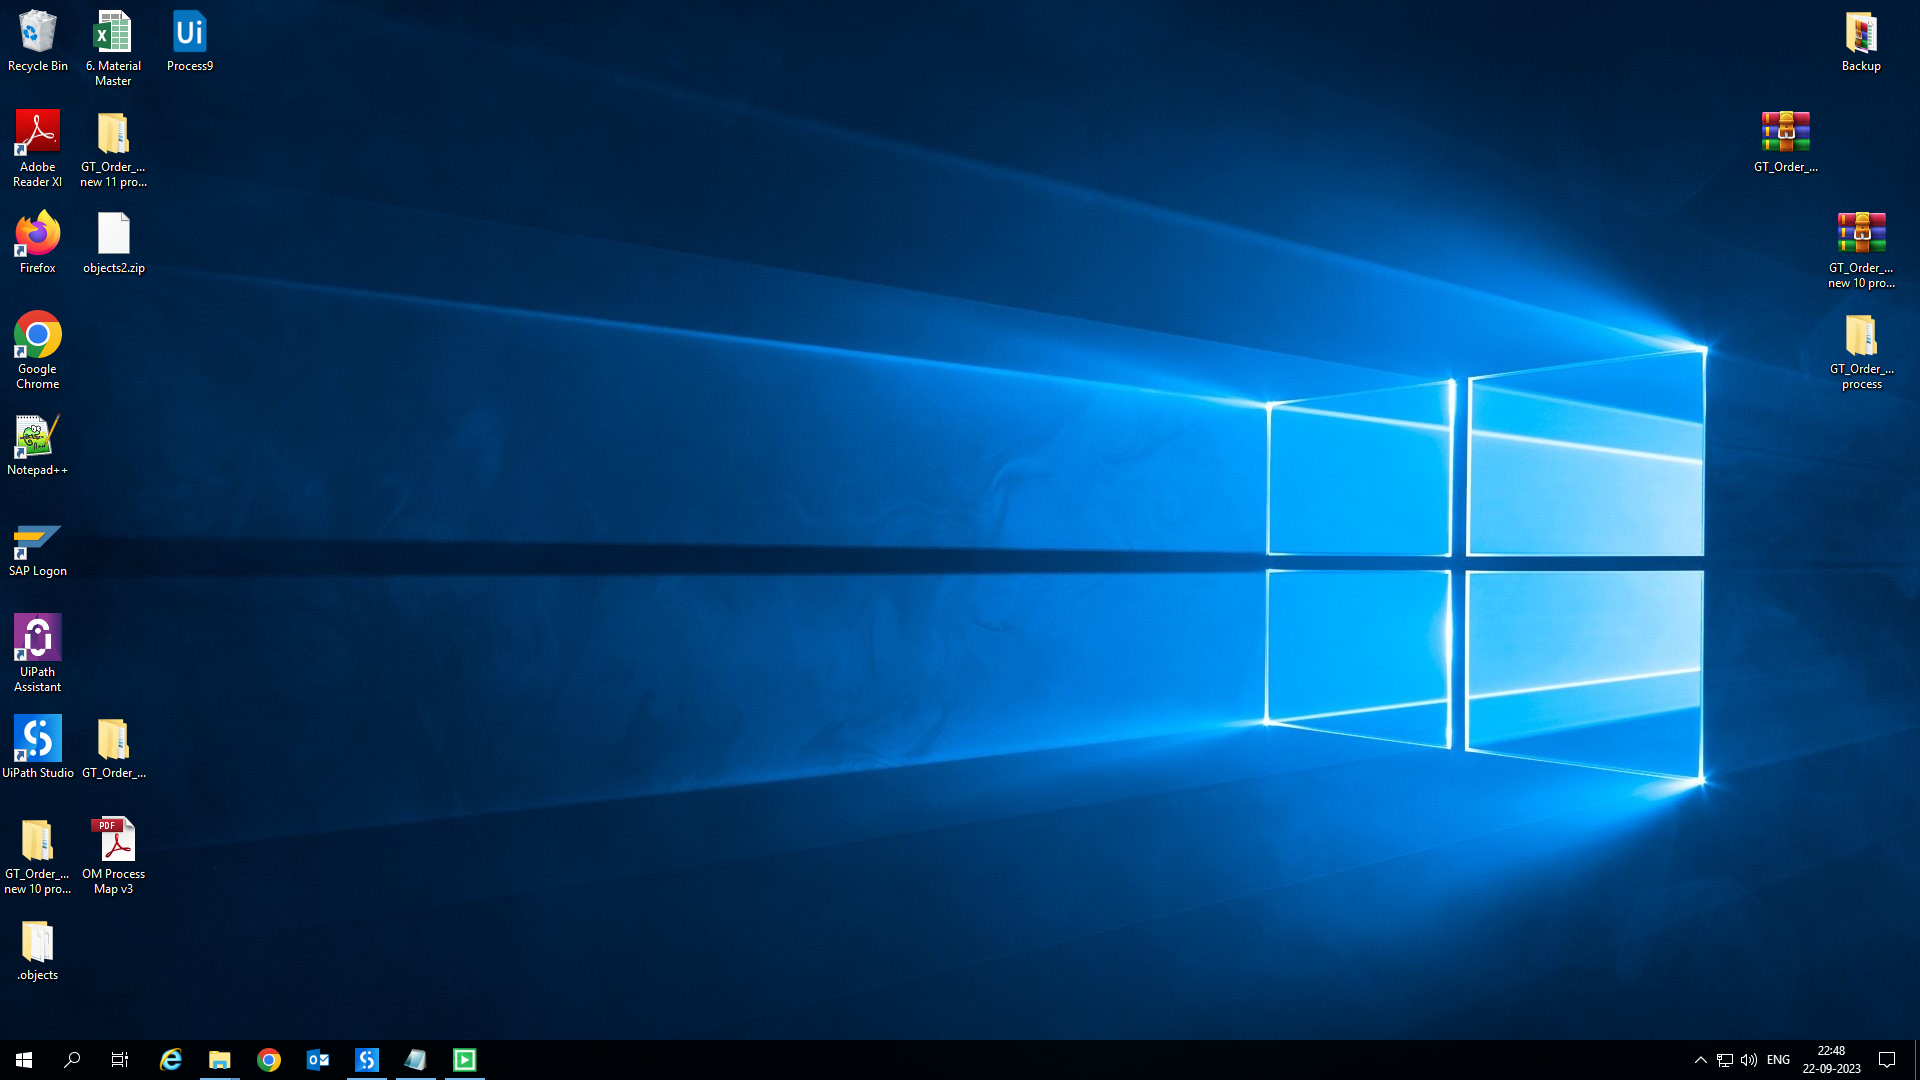 Recycle Bin
6. Material
Master
Ui
Process9
Adobe
Reader XI
GT_Order_...
new 11 pro...
Firefox
objects2.zip
Google
Chrome
Notepad++
SAP Logon
UiPath
Assistant
UiPath Studio
GT_Order_...
GT_Order_...
new 10 pro...
PDF
OM Process
Map v3
.objects
Backup
GT_Order_...
GT_Order_...
new 10 pro...
GT_Order_...
process
ENG
22:48
22-09-2023